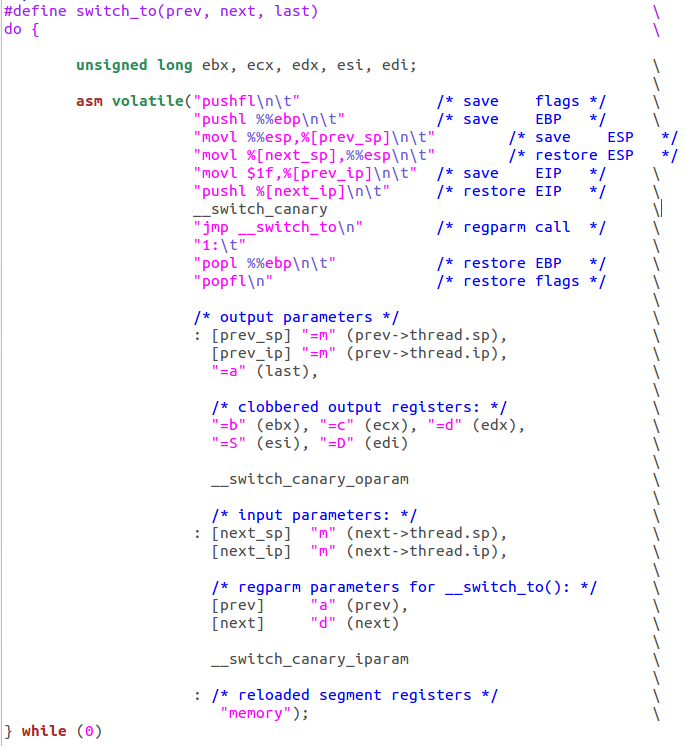 #define switch_to(prev, next, last) \
do { \
unsigned long ebx, ecx, edx, esi, edi; \
\
asm volatile("pushfl\n\t" /* save flags */ \
"pushl %%ebp\n\t" /* save EBP */ \
"movl %%esp,%[prev_sp]\n\t" /* save ESP */ \
"movl %[next_sp],%%esp\n\t" /* restore ESP */ \
"movl $1f,%[prev_ip]\n\t" /* save EIP */ \
"pushl %[next_ip]\n\t" /* restore EIP */ \
__switch_canary \
"jmp __switch_to\n" /* regparm call */ \
"1:\t" \
"popl %%ebp\n\t" /* restore EBP */ \
"popfl\n" /* restore flags */ \
\
/* output parameters */ \
: [prev_sp] "=m" (prev->thread.sp), \
[prev_ip] "=m" (prev->thread.ip), \
"=a" (last), \
\
/* clobbered output registers: */ \
"=b" (ebx), "=c" (ecx), "=d" (edx), \
"=S" (esi), "=D" (edi) \
\
__switch_canary_oparam \
\
/* input parameters: */ \
: [next_sp] "m" (next->thread.sp), \
[next_ip] "m" (next->thread.ip), \
\
/* regparm parameters for __switch_to(): */ \
[prev] "a" (prev), \
[next] "d" (next) \
\
__switch_canary_iparam \
\
: /* reloaded segment registers */ \
"memory"); \
} while (0)